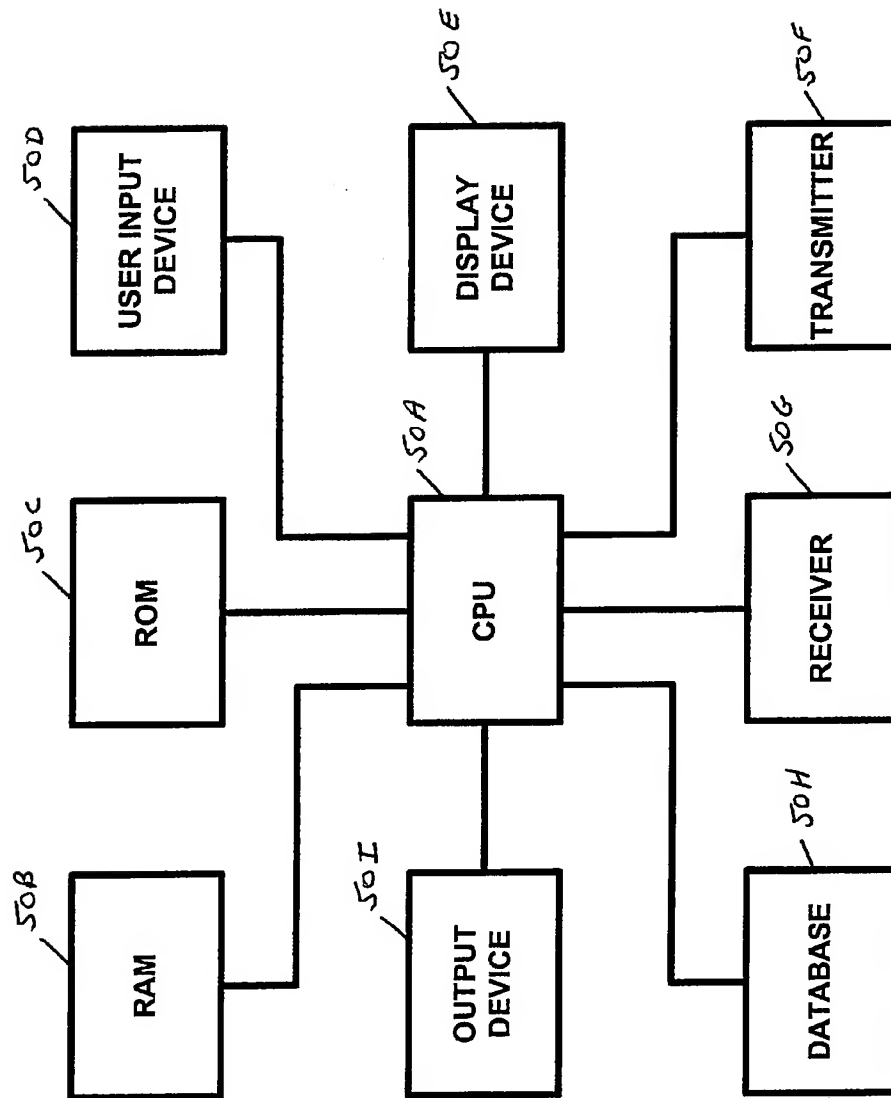 50B
RAM
50C
ROM
50D
USER INPUT
DEVICE
50I
OUTPUT
DEVICE
50A
CPU
50E
DISPLAY
DEVICE
50H
DATABASE
50G
RECEIVER
50F
TRANSMITTER